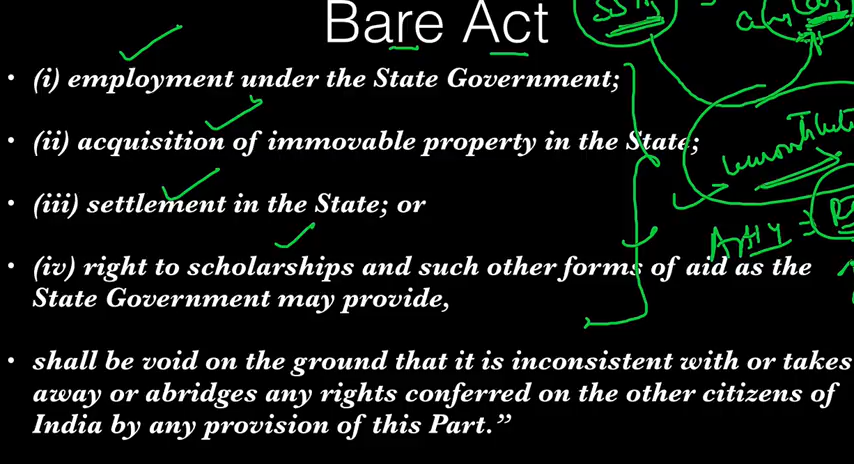 Bare Act
• (i) employment under the State Government;
• (ii) acquisition of immovable property in the State;
• (iii) settlement in the State; or
• (iv) right to scholarships and such other forms of aid as the
State Government may provide,
• shall be void on the ground that it is inconsistent with or takes
away or abridges any rights conferred on the other citizens of
India by any provision of this Part.”